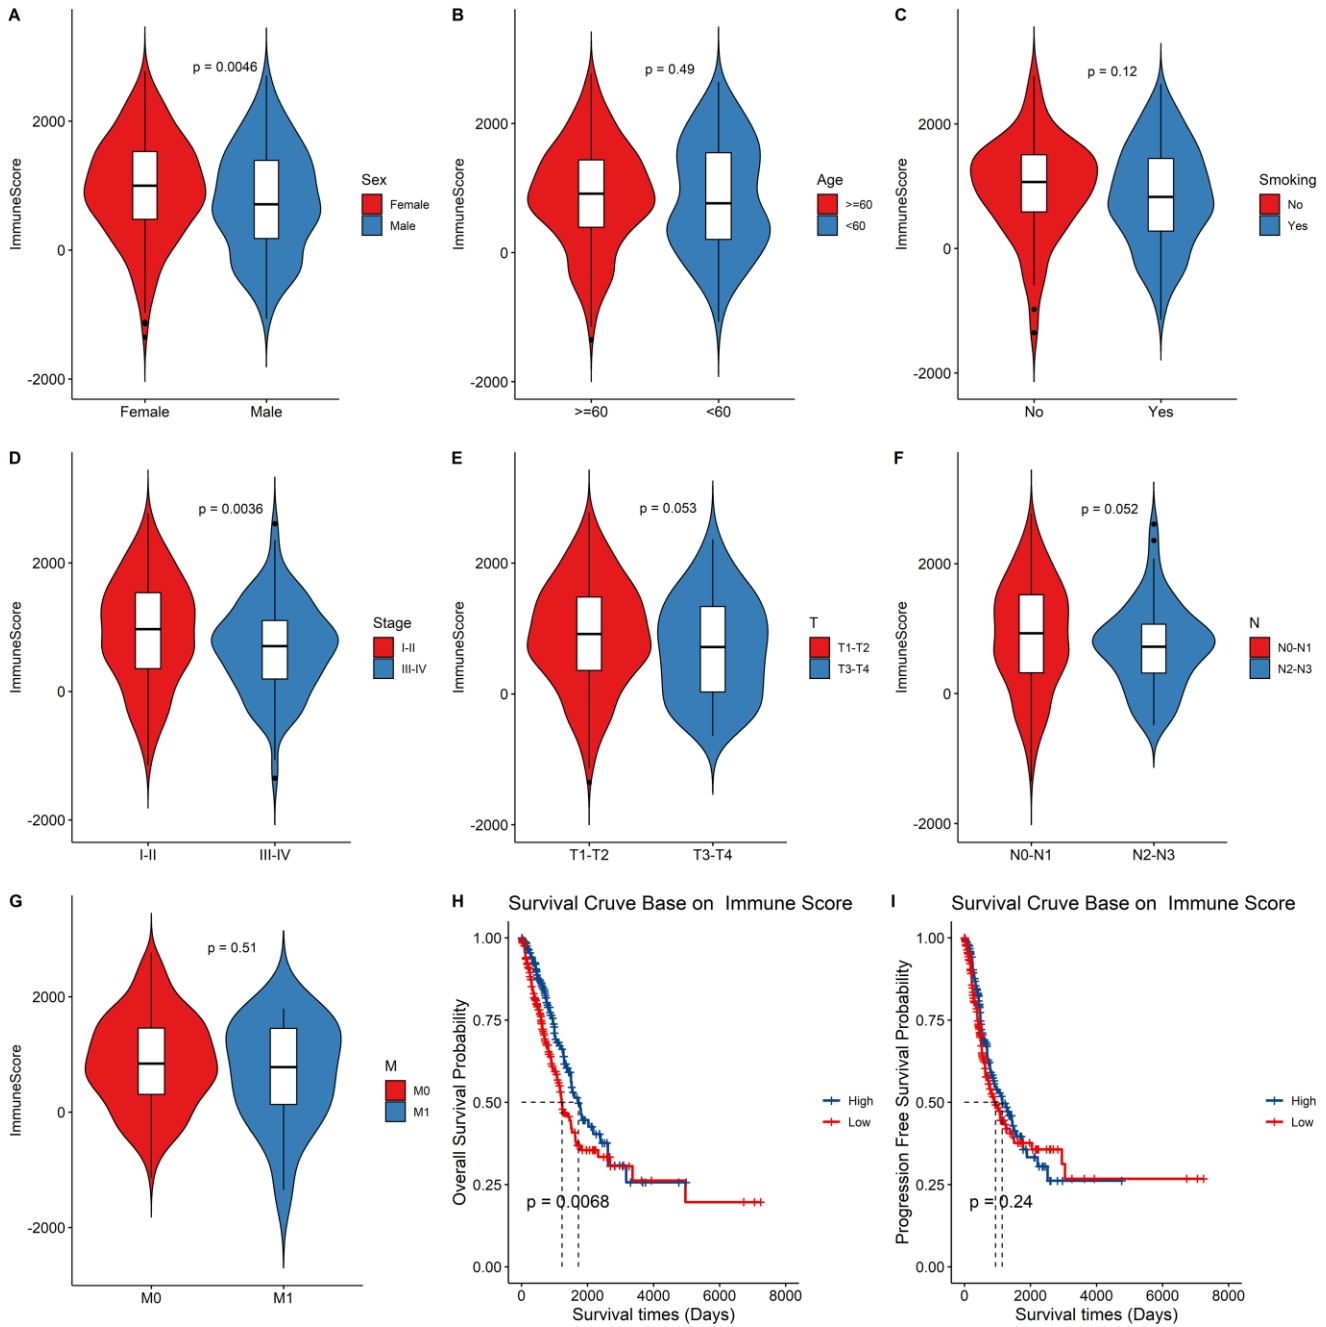 A
p = 0.0046
ImmuneScore
2000
0
-2000
Female
Male
Sex
Female
Male
B
p = 0.49
ImmuneScore
2000
0
-2000
>=60
<60
Age
>=60
<60
C
p = 0.12
ImmuneScore
2000
0
-2000
No
Yes
Smoking
No
Yes
D
p = 0.0036
ImmuneScore
2000
0
-2000
I-II
III-IV
Stage
I-II
III-IV
E
p = 0.053
ImmuneScore
2000
0
-2000
T1-T2
T3-T4
T
T1-T2
T3-T4
F
p = 0.052
ImmuneScore
2000
0
-2000
N0-N1
N2-N3
N
N0-N1
N2-N3
G
p = 0.51
ImmuneScore
2000
0
-2000
M0
M1
M
M0
M1
H
Survival Cruve Base on  Immune Score
Overall Survival Probability
1.00
0.75
0.50
0.25
0.00
p = 0.0068
0
2000
4000
6000
8000
Survival times (Days)
High
Low
I
Survival Cruve Base on  Immune Score
Progression Free Survival Probability
1.00
0.75
0.50
0.25
0.00
p = 0.24
0
2000
4000
6000
8000
Survival times (Days)
High
Low